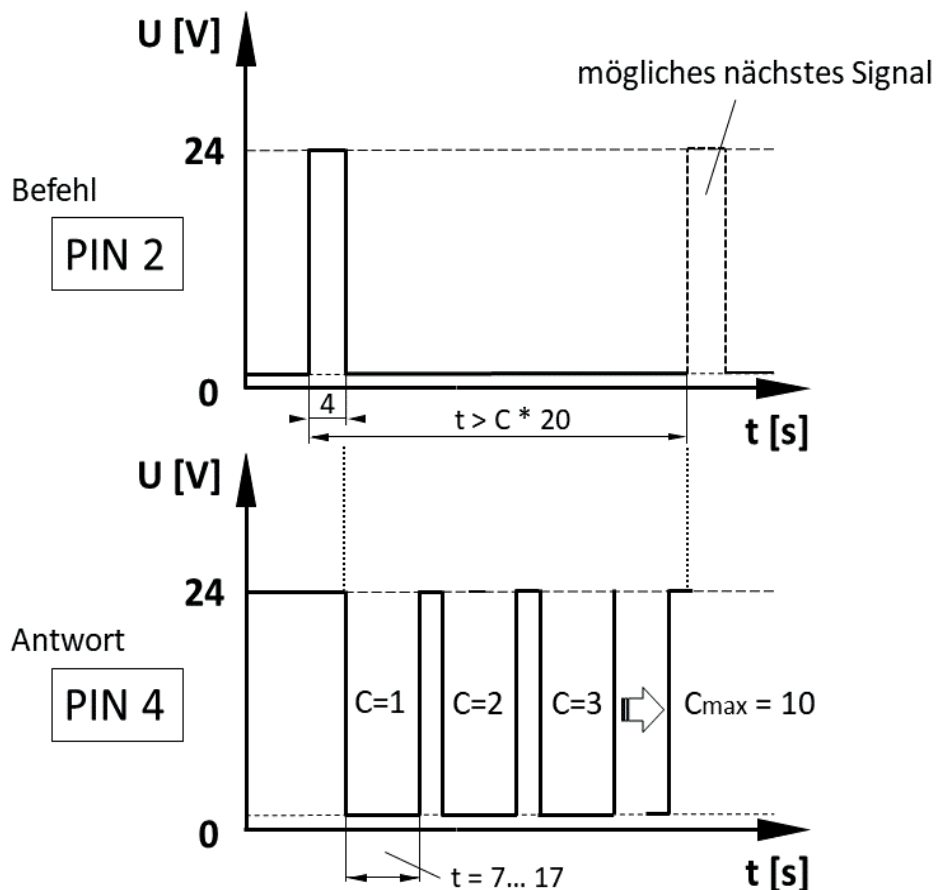 U [V]
mögliches nächstes Signal
24
Befehl
PIN 2
0
4
t > C * 20
t [s]
U [V]
24
Antwort
PIN 4
C=1
C=2
C=3
Cmax = 10
0
t = 7... 17
t [s]